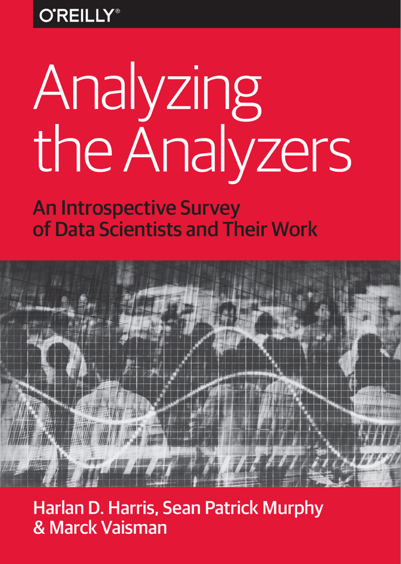 O'REILLY®
Analyzing
the Analyzers
An Introspective Survey
of Data Scientists and Their Work
Harlan D. Harris, Sean Patrick Murphy
& Marck Vaisman